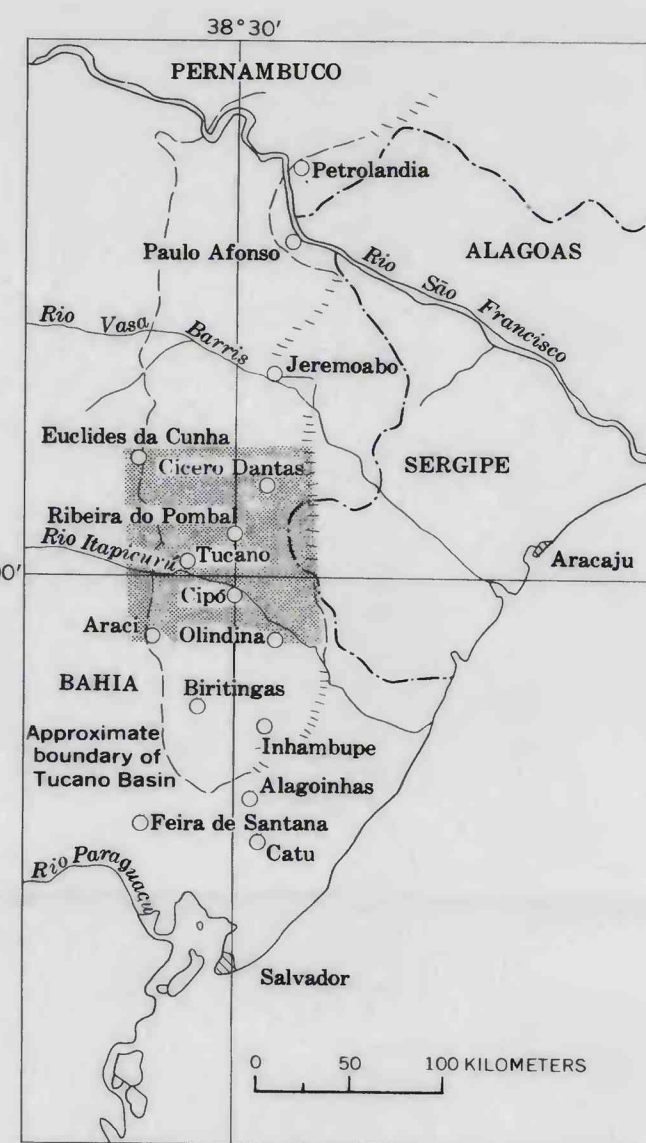 38°30′
PERNAMBUCO
Petrolandia
Paulo Afonso
ALAGOAS
Rio São Francisco
Rio Vasa Barris
Jeremoabo
Euclides da Cunha
Cicero Dantas
SERGIPE
Ribeira do Pombal
Rio Itapicurú
Tucano
Aracaju
00′
Cipó
Araci
Olindina
BAHIA
Biritingas
Approximate
boundary of
Tucano Basin
Inhambupe
Alagoinhas
Feira de Santana
Catu
Rio Paraguaçu
Salvador
0 50 100 KILOMETERS